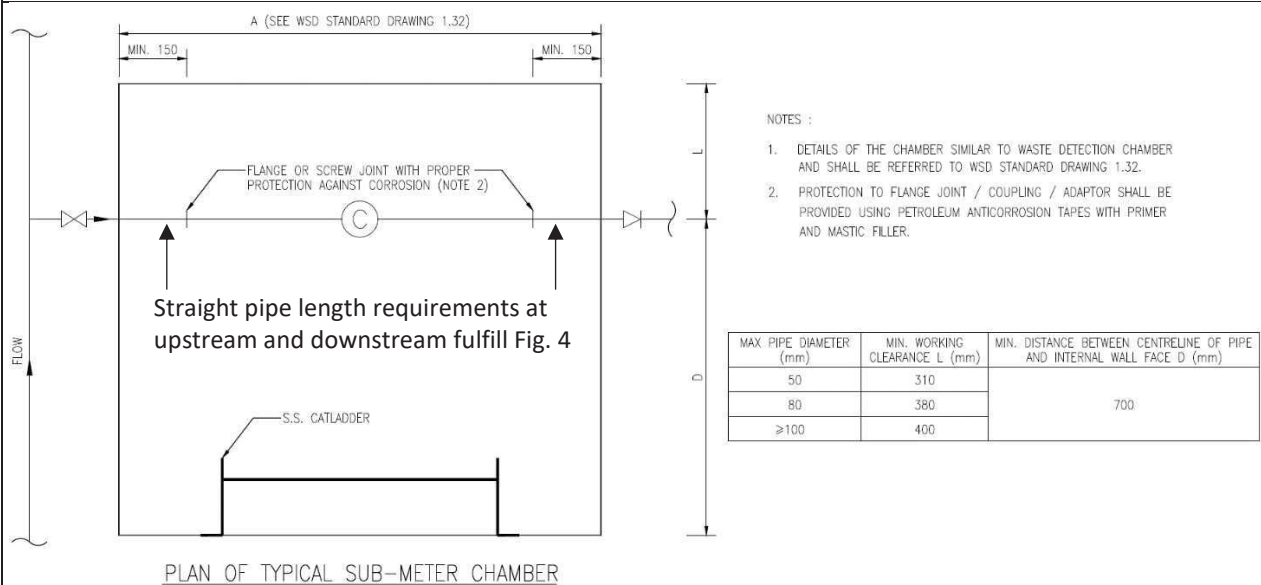 A (SEE WSD STANDARD DRAWING 1.32)
MIN. 150
MIN. 150
FLANGE OR SCREW JOINT WITH PROPER
PROTECTION AGAINST CORROSION (NOTE 2)
C
Straight pipe length requirements at
upstream and downstream fulfill Fig. 4
FLOW
S.S. CATLADDER
L
D
PLAN OF TYPICAL SUB-METER CHAMBER
NOTES :
1. DETAILS OF THE CHAMBER SIMILAR TO WASTE DETECTION CHAMBER
AND SHALL BE REFERRED TO WSD STANDARD DRAWING 1.32.
2. PROTECTION TO FLANGE JOINT / COUPLING / ADAPTOR SHALL BE
PROVIDED USING PETROLEUM ANTICORROSION TAPES WITH PRIMER
AND MASTIC FILLER.
MAX PIPE DIAMETER
(mm)
MIN. WORKING
CLEARANCE L (mm)
MIN. DISTANCE BETWEEN CENTRELINE OF PIPE
AND INTERNAL WALL FACE D (mm)
50 310
80 380 700
≥100 400